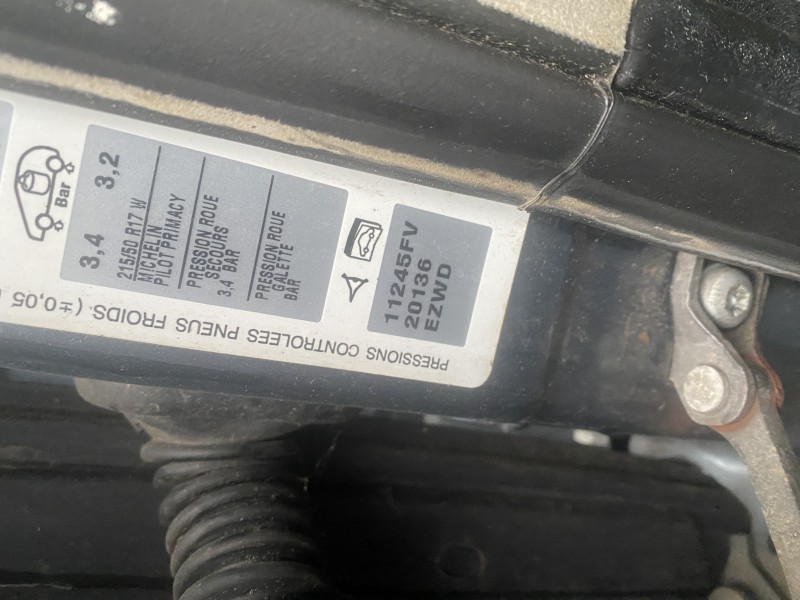 Bar
3,4 3,2
215/50 R17 W
MICHELIN
PILOT PRIMACY
PRESSION ROUE
SECOURS
3.4 BAR
PRESSION ROUE
GALETTE
BAR
11245FV
20136
EZWD
PRESSIONS CONTROLEES PNEUS FROIDS. (±0,05